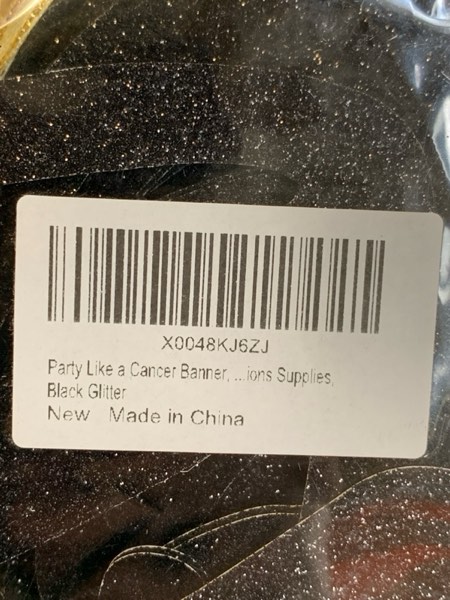 X0048KJ6ZJ
Party Like a Cancer Banner, ...ions Supplies,
Black Glitter
New Made in China